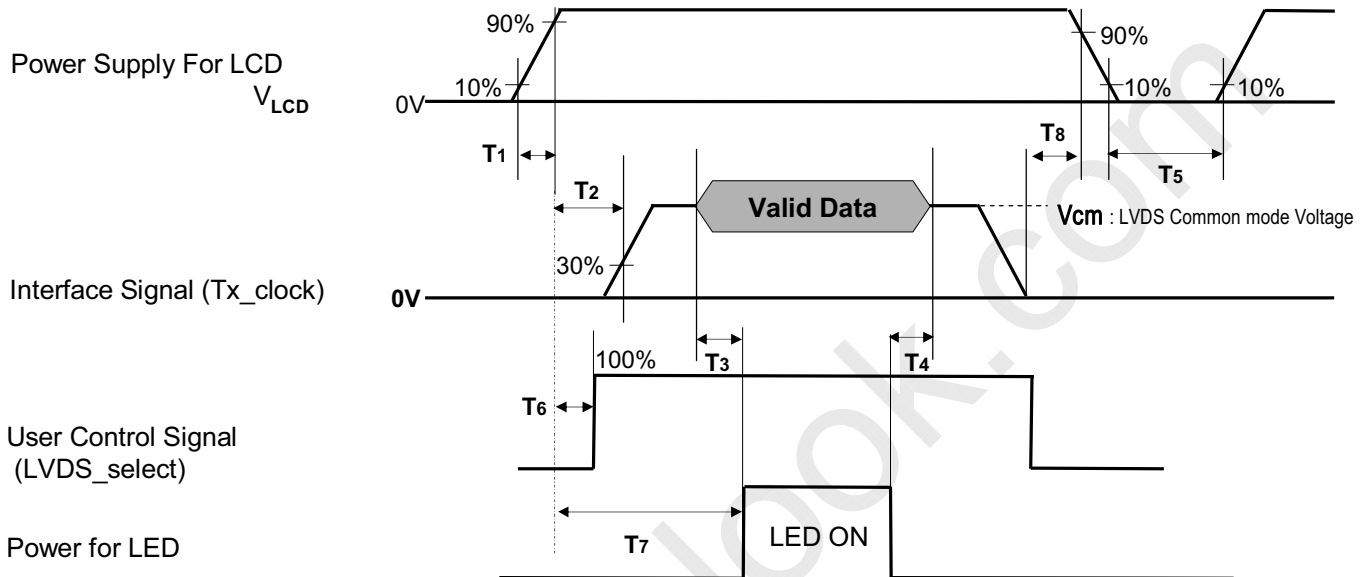 90%
90%
Power Supply For LCD
VLCD
10%
10%
10%
0V
T1
T8
T5
T2
Valid Data
Vcm : LVDS Common mode Voltage
30%
Interface Signal (Tx_clock)
0V
100%
T3
T4
T6
User Control Signal
(LVDS_select)
T7
LED ON
Power for LED
look.com